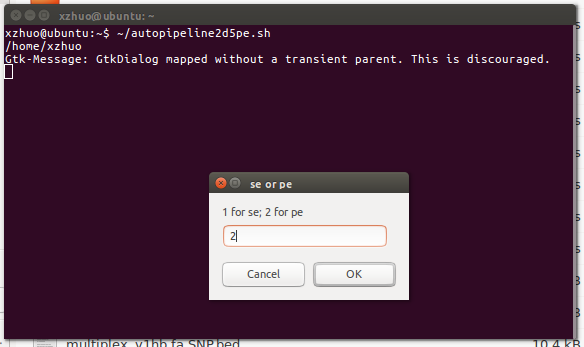 xzhuo@ubuntu: ~
xzhuo@ubuntu:~$ ~/autopipeline2d5pe.sh
/home/xzhuo
Gtk-Message: GtkDialog mapped without a transient parent. This is discouraged.
se or pe
1 for se; 2 for pe
2
Cancel OK
multiplex_v1hb.fa.SNP.bed 10.4 kB